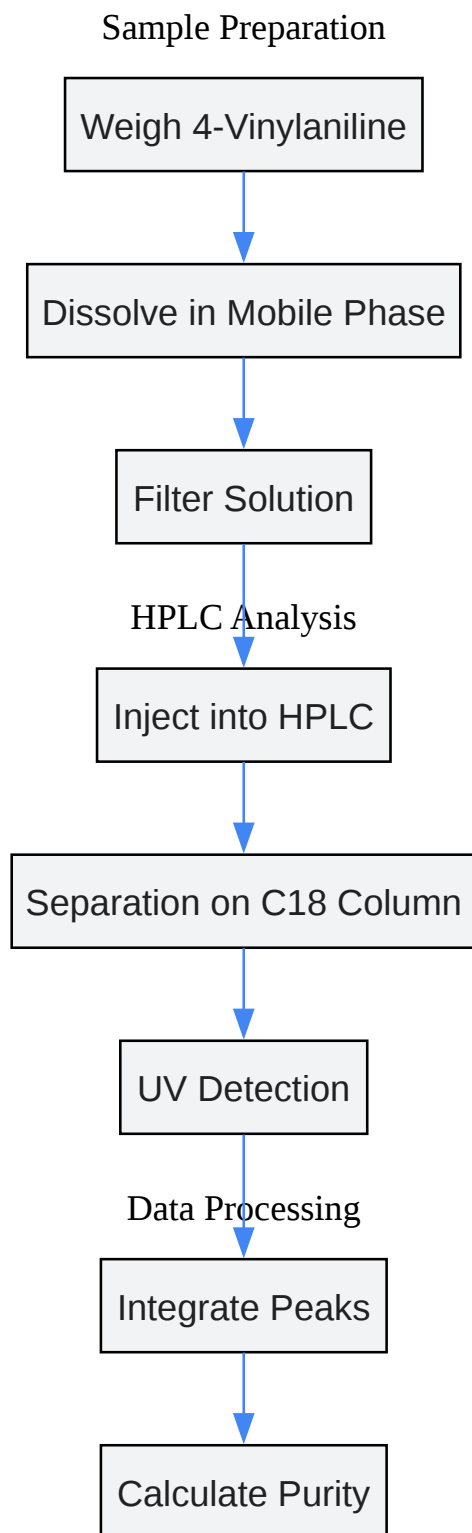 Sample Preparation
Weigh 4-Vinylaniline
Dissolve in Mobile Phase
Filter Solution
HPLC Analysis
Inject into HPLC
Separation on C18 Column
UV Detection
Data Processing
Integrate Peaks
Calculate Purity